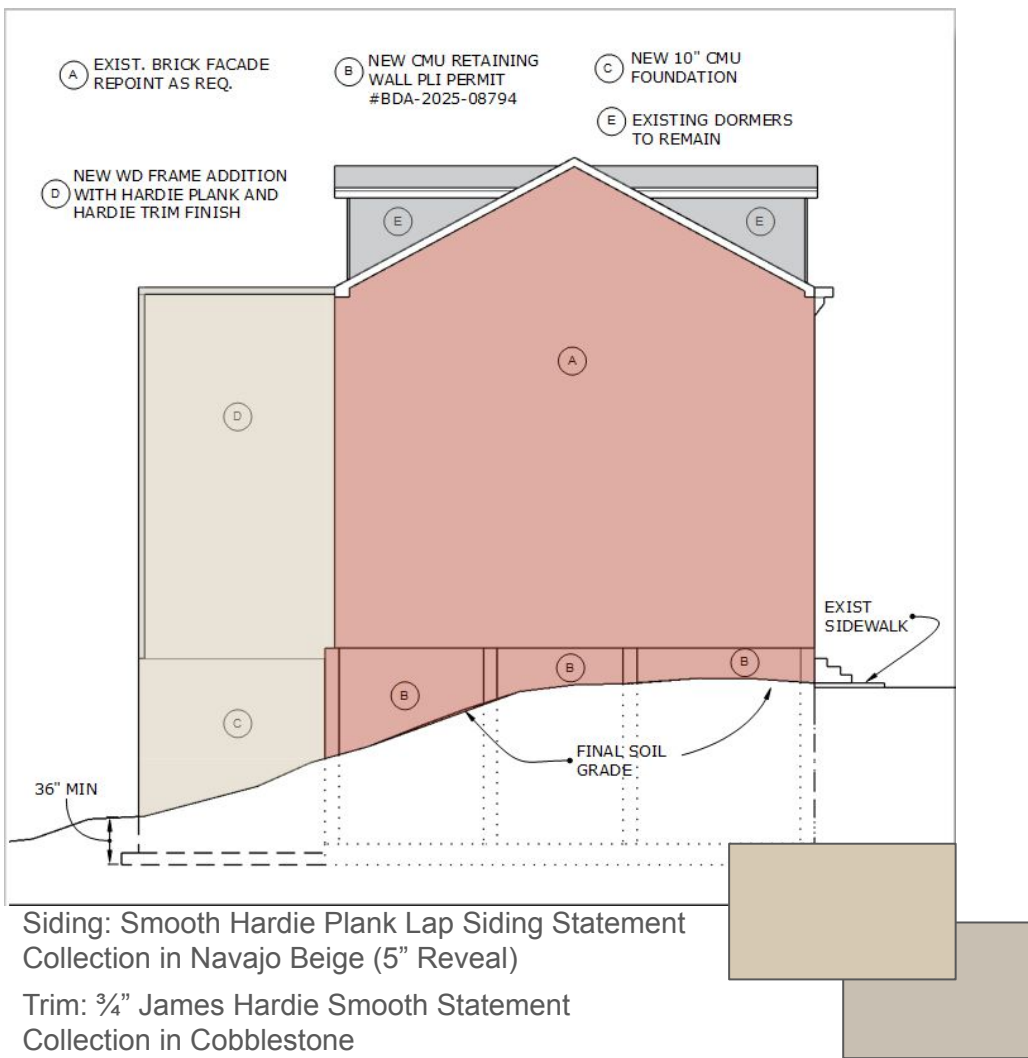 A EXIST. BRICK FACADE
REPOINT AS REQ.
B NEW CMU RETAINING
WALL PLI PERMIT
#BDA-2025-08794
C NEW 10" CMU
FOUNDATION
E EXISTING DORMERS
TO REMAIN
D NEW WD FRAME ADDITION
WITH HARDIE PLANK AND
HARDIE TRIM FINISH
E
E
A
D
EXIST
SIDEWALK
B
B
B
C
FINAL SOIL
GRADE
36" MIN
Siding: Smooth Hardie Plank Lap Siding Statement
Collection in Navajo Beige (5” Reveal)
Trim: ¾” James Hardie Smooth Statement
Collection in Cobblestone